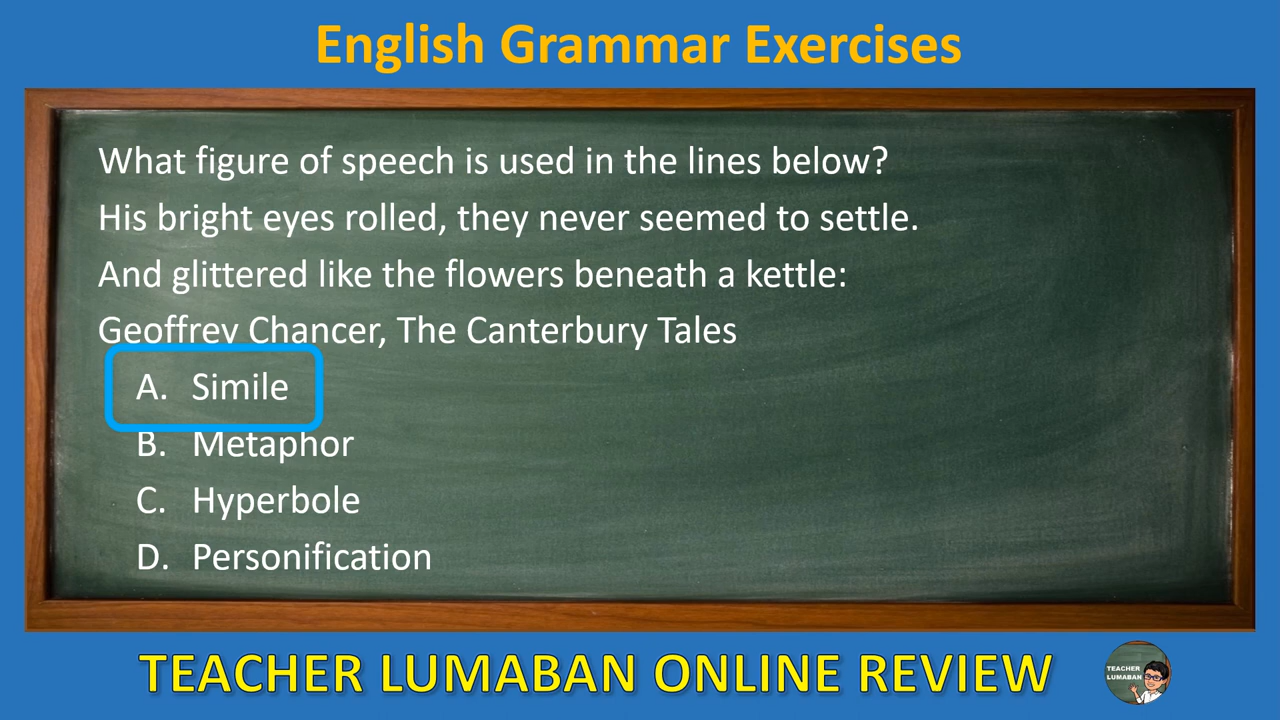 English Grammar Exercises
What figure of speech is used in the lines below?
His bright eyes rolled, they never seemed to settle.
And glittered like the flowers beneath a kettle:
Geoffrey Chancer, The Canterbury Tales
A. Simile
B. Metaphor
C. Hyperbole
D. Personification
TEACHER LUMABAN ONLINE REVIEW
TEACHER
LUMABAN